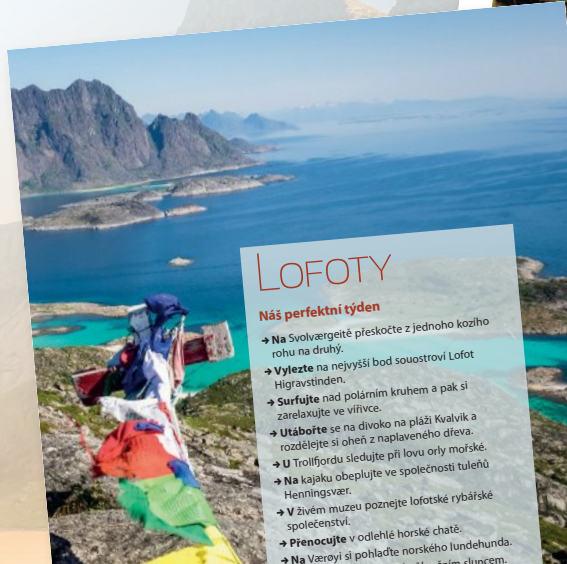 LOFOTY
Náš perfektní týden
→ Na Svolværgeitě přeskočte z jednoho kozího
rohu na druhý.
→ Vylezte na nejvyšší bod souostroví Lofot
Higravstinden.
→ Surfujte nad polárním kruhem a pak si
zarelaxujte ve vířivce.
→ Utábořte se na divoko na pláži Kvalvik a
rozdělejte si oheň z naplaveného dřeva.
→ U Trollfjordu sledujte při lovu orly mořské.
→ Na kajaku obeplujte ve společnosti tuleňů
Henningsvær.
→ V živém muzeu poznejte lofotské rybářské
společenství.
→ Přenocujte v odlehlé horské chatě.
→ Na Værøyi si pohlaďte norského lundehunda.
sluncem.